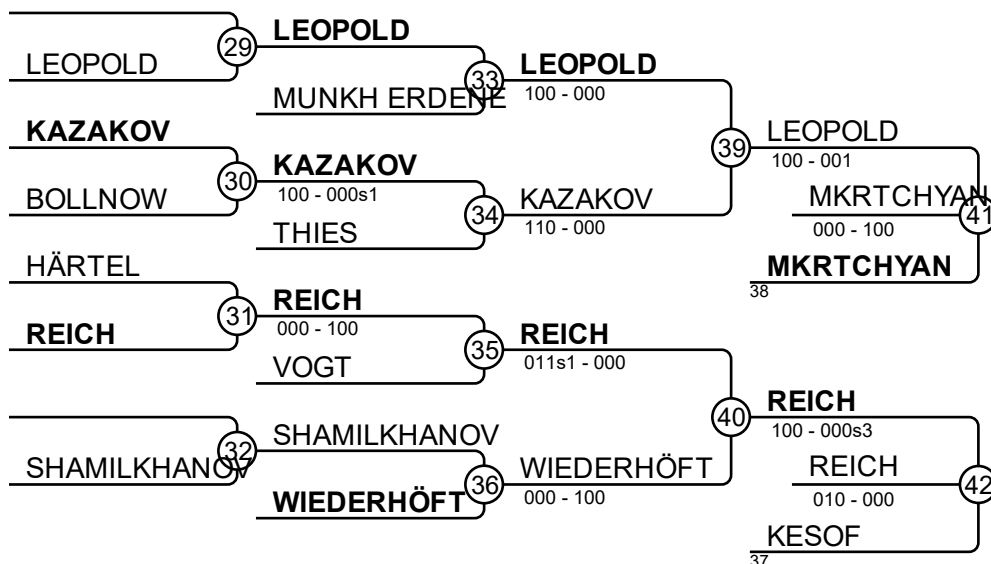 29
LEOPOLD
LEOPOLD
33
LEOPOLD
100 - 000
MUNKH ERDENE
KAZAKOV
39
LEOPOLD
100 - 001
30
KAZAKOV
100 - 000s1
BOLLNOW
34
KAZAKOV
110 - 000
MKRTCHYAN
000 - 100
41
THIES
HÄRTEL
MKRTCHYAN
38
31
REICH
000 - 100
REICH
35
REICH
011s1 - 000
VOGT
40
REICH
100 - 000s3
32
SHAMILKHANOV
SHAMILKHANOV
36
WIEDERHÖFT
000 - 100
REICH
010 - 000
42
WIEDERHÖFT
KESOF
37